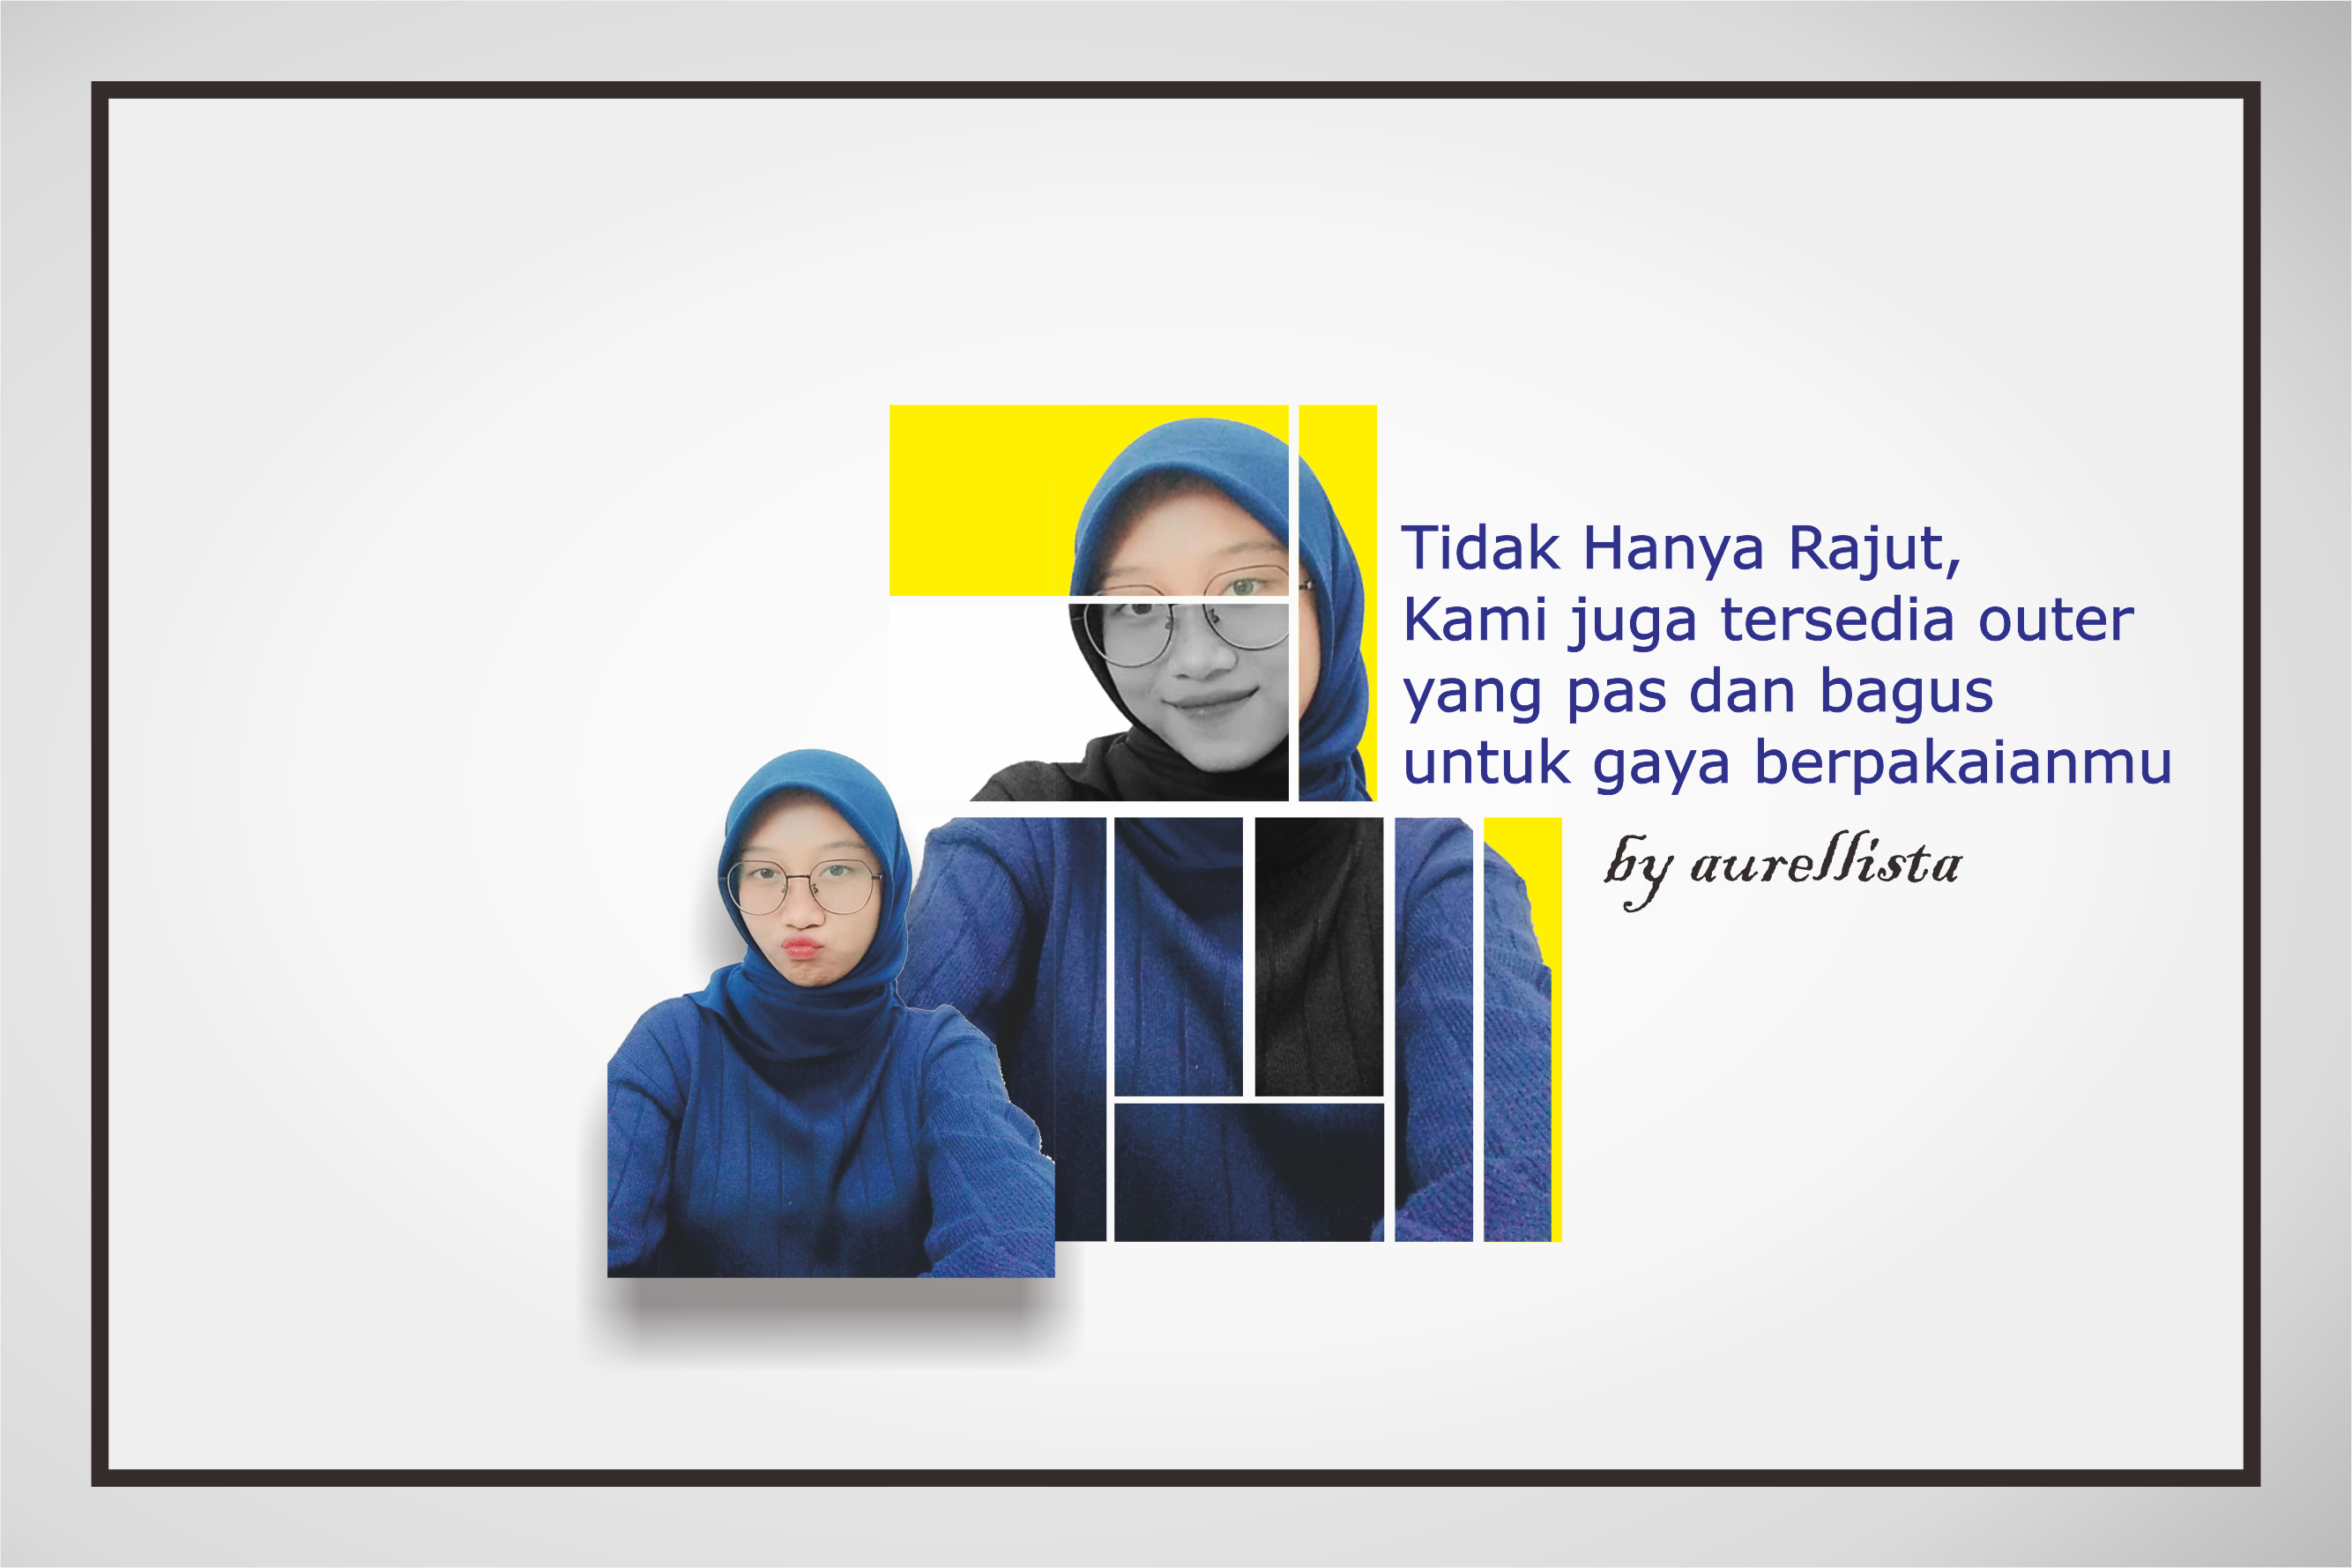 Tidak Hanya Rajut,
Kami juga tersedia outer
yang pas dan bagus
untuk gaya berpakaianmu
by aurellista